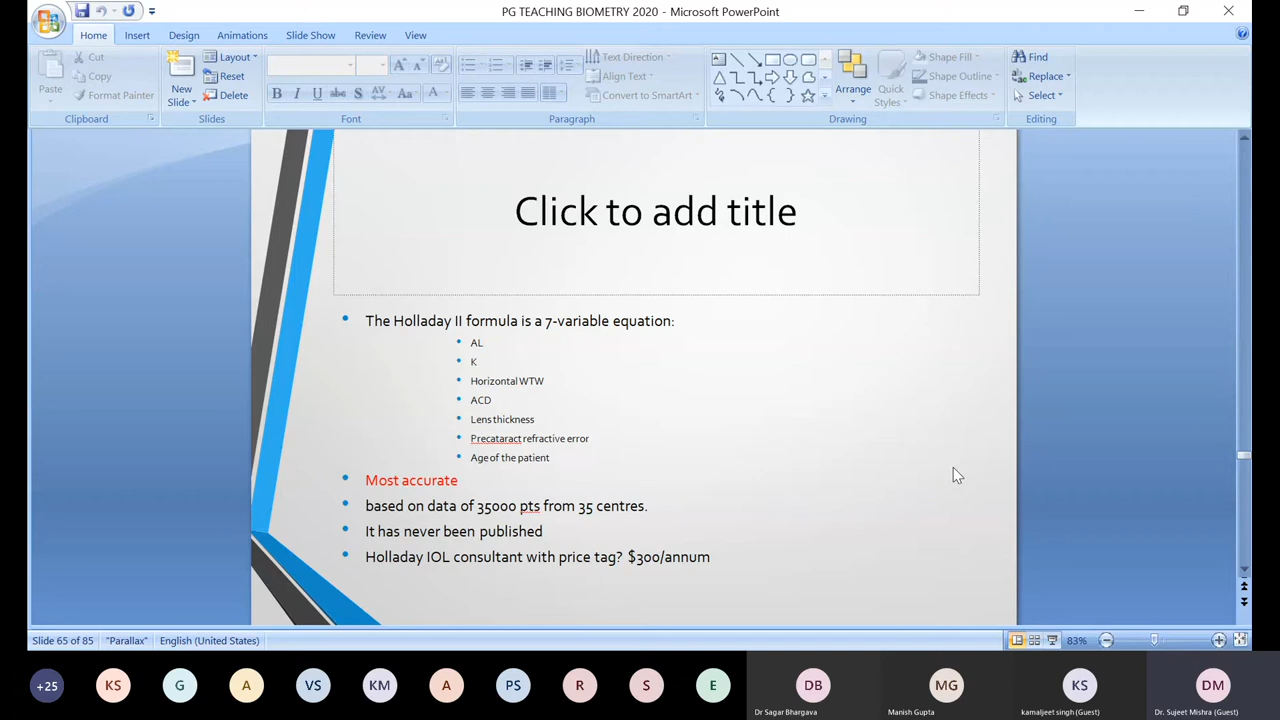 PG TEACHING BIOMETRY 2020 - Microsoft PowerPoint
Home Insert Design Animations Slide Show Review View
Paste
Cut
Copy
Format Painter
Clipboard
New Slide
Layout
Reset
Delete
Slides
B I U abc S AV Aa A
Font
Text Direction
Align Text
Convert to SmartArt
Paragraph
Arrange
Quick Styles
Shape Fill
Shape Outline
Shape Effects
Drawing
Find
Replace
Select
Editing
Click to add title
The Holladay II formula is a 7-variable equation:
AL
K
Horizontal WTW
ACD
Lens thickness
Precataract refractive error
Age of the patient
Most accurate
based on data of 35000 pts from 35 centres.
It has never been published
Holladay IOL consultant with price tag? $300/annum
Slide 65 of 85 "Parallax" English (United States) 83%
+25 KS G A VS KM A PS R S E DB MG KS DM
Dr Sagar Bhargava Manish Gupta kamaljeet singh (Guest) Dr. Sujeet Mishra (Guest)